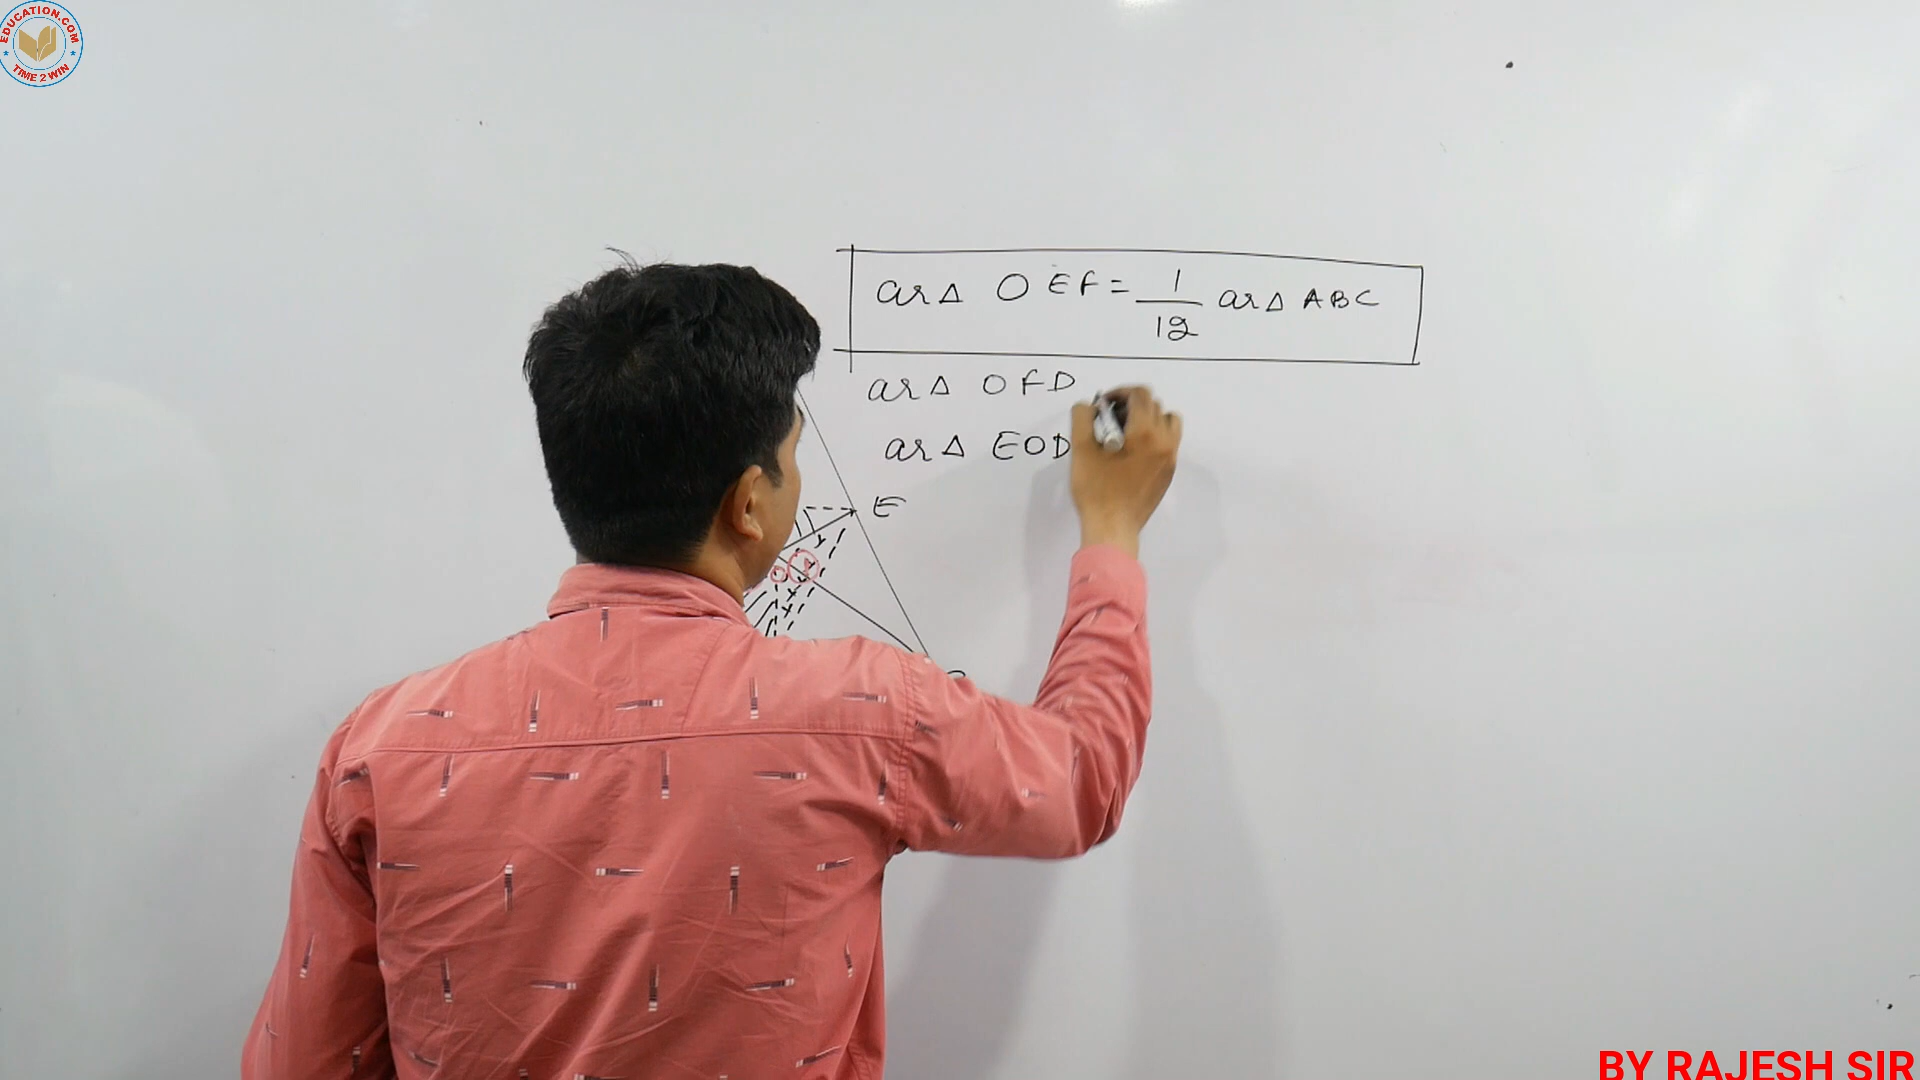 EDUCATION.COM
TIME 2 WIN
ar Δ OEF = 1/12 ar Δ ABC
ar Δ OFD
ar Δ EOD
E
y
O
y
y
BY RAJESH SIR